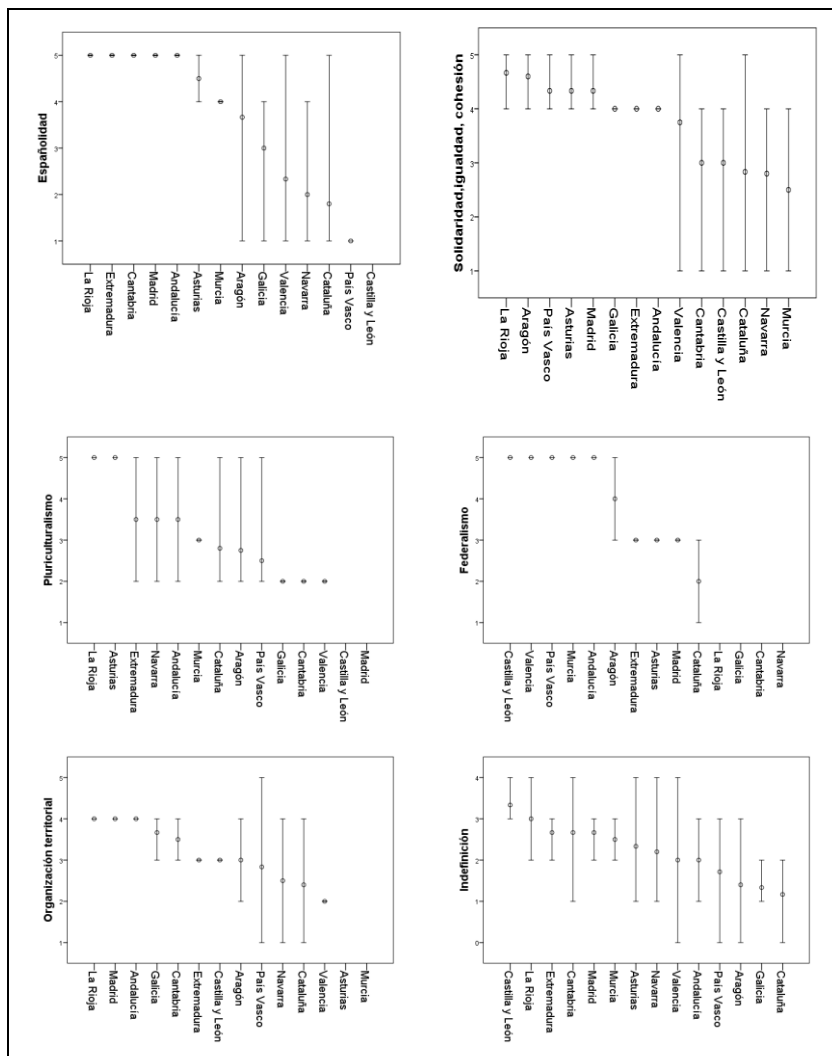 Españolidad
5
4
3
2
1
La Rioja
Extremadura
Cantabria
Madrid
Andalucía
Asturias
Murcia
Aragón
Galicia
Valencia
Navarra
Cataluña
País Vasco
Castilla y León
Solidaridad,igualdad, cohesión
5
4
3
2
1
La Rioja
Aragón
País Vasco
Asturias
Madrid
Galicia
Extremadura
Andalucía
Valencia
Cantabria
Castilla y León
Cataluña
Navarra
Murcia
Pluriculturalismo
5
4
3
2
1
La Rioja
Asturias
Extremadura
Navarra
Andalucía
Murcia
Cataluña
Aragón
País Vasco
Galicia
Cantabria
Valencia
Castilla y León
Madrid
Federalismo
5
4
3
2
1
Castilla y León
Valencia
País Vasco
Murcia
Andalucía
Aragón
Extremadura
Asturias
Madrid
Cataluña
La Rioja
Galicia
Cantabria
Navarra
Organización territorial
5
4
3
2
1
La Rioja
Madrid
Andalucía
Galicia
Cantabria
Extremadura
Castilla y León
Aragón
País Vasco
Navarra
Cataluña
Valencia
Asturias
Murcia
Indefinición
4
3
2
1
0
Castilla y León
La Rioja
Extremadura
Cantabria
Madrid
Murcia
Asturias
Navarra
Valencia
Andalucía
País Vasco
Aragón
Galicia
Cataluña